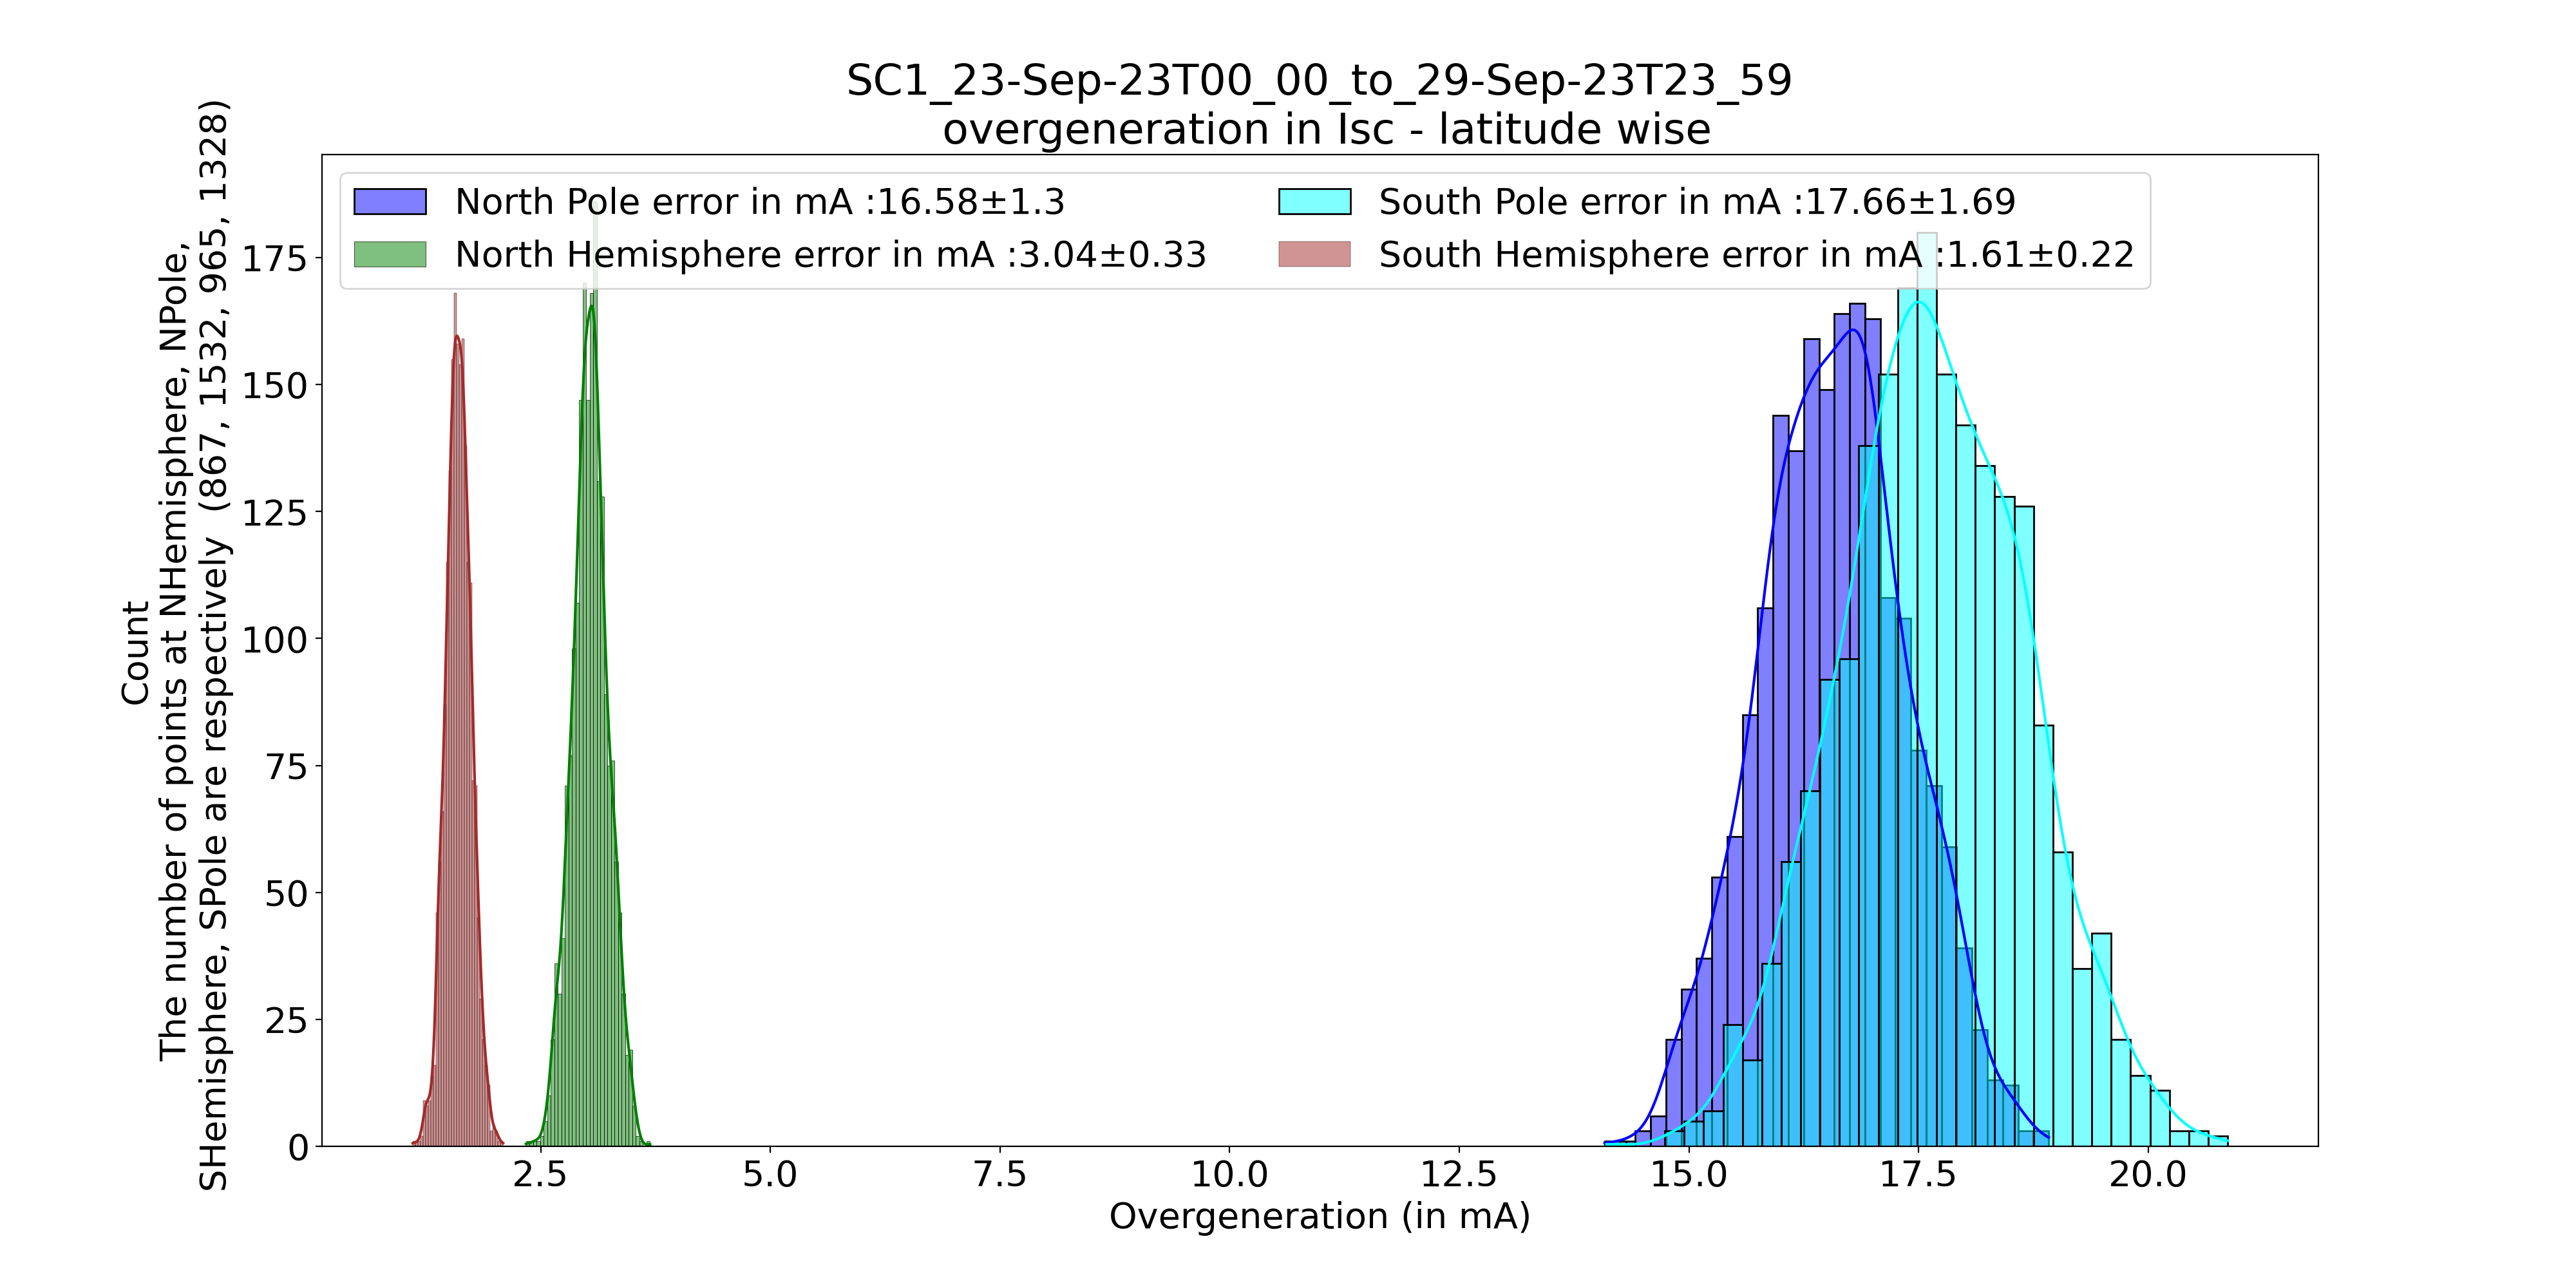 SC1_23-Sep-23T00_00_to_29-Sep-23T23_59
overgeneration in Isc - latitude wise
North Pole error in mA :16.58±1.3
North Hemisphere error in mA :3.04±0.33
South Pole error in mA :17.66±1.69
South Hemisphere error in mA :1.61±0.22
Count
The number of points at NHemisphere, NPole,
SHemisphere, SPole are respectively  (867, 1532, 965, 1328)
175
150
125
100
75
50
25
0
2.5
5.0
7.5
10.0
12.5
15.0
17.5
20.0
Overgeneration (in mA)